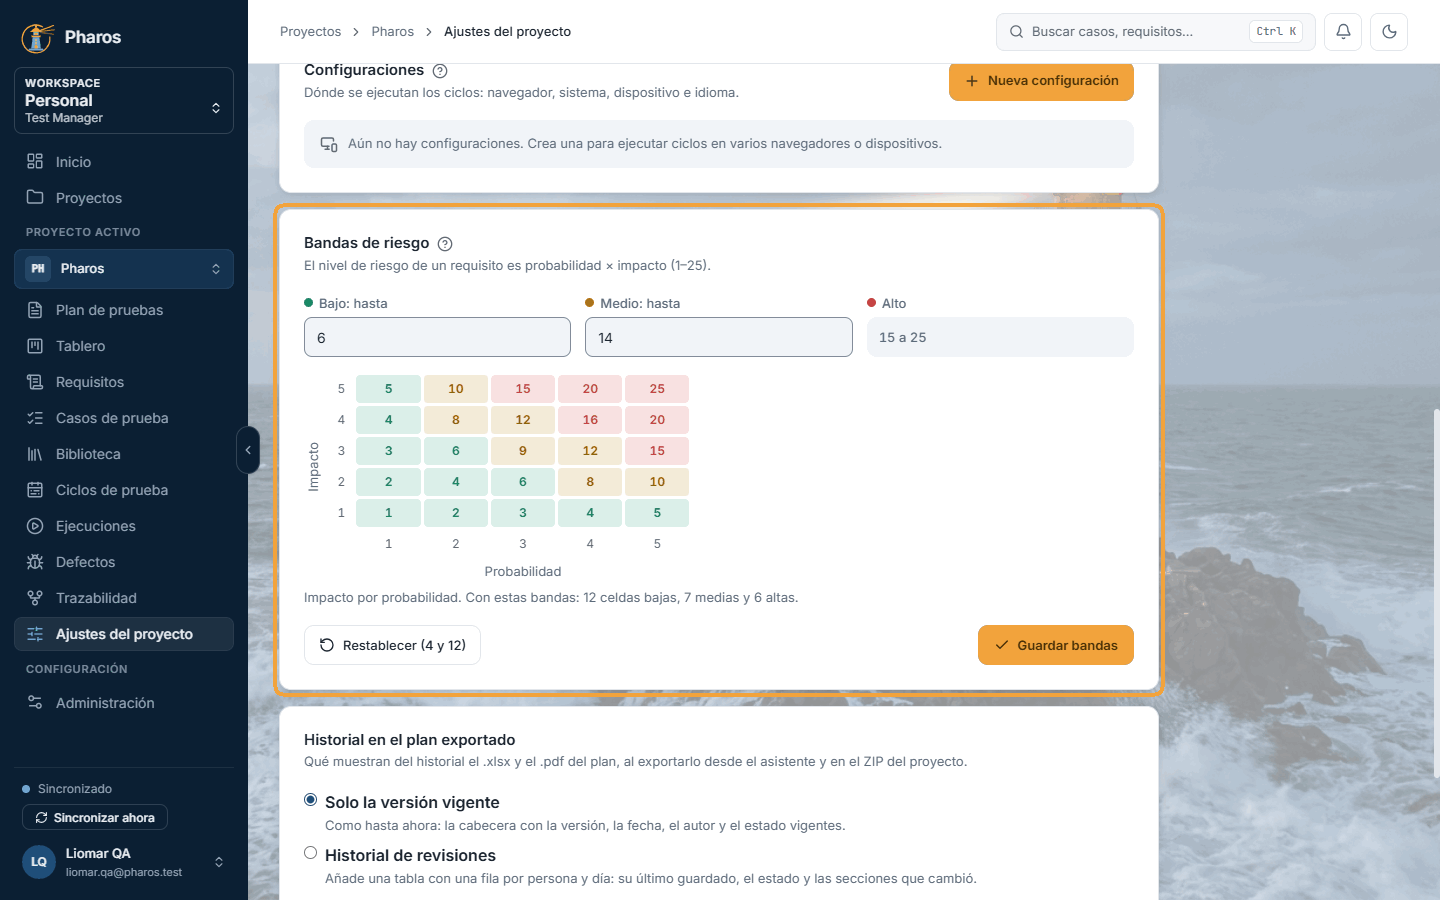 Pharos
WORKSPACE
Personal
Test Manager
Inicio
Proyectos
PROYECTO ACTIVO
PH Pharos
Plan de pruebas
Tablero
Requisitos
Casos de prueba
Biblioteca
Ciclos de prueba
Ejecuciones
Defectos
Trazabilidad
Ajustes del proyecto
CONFIGURACIÓN
Administración
Sincronizado
Sincronizar ahora
LQ
Liomar QA
liomar.qa@pharos.test
Proyectos > Pharos > Ajustes del proyecto
Buscar casos, requisitos... Ctrl K
Configuraciones
Dónde se ejecutan los ciclos: navegador, sistema, dispositivo e idioma.
Nueva configuración
Aún no hay configuraciones. Crea una para ejecutar ciclos en varios navegadores o dispositivos.
Bandas de riesgo
El nivel de riesgo de un requisito es probabilidad × impacto (1–25).
Bajo: hasta Medio: hasta Alto
6 14 15 a 25
Impacto
5 5 10 15 20 25
4 4 8 12 16 20
3 3 6 9 12 15
2 2 4 6 8 10
1 1 2 3 4 5
1 2 3 4 5
Probabilidad
Impacto por probabilidad. Con estas bandas: 12 celdas bajas, 7 medias y 6 altas.
Restablecer (4 y 12)
Guardar bandas
Historial en el plan exportado
Qué muestran del historial el .xlsx y el .pdf del plan, al exportarlo desde el asistente y en el ZIP del proyecto.
Solo la versión vigente
Como hasta ahora: la cabecera con la versión, la fecha, el autor y el estado vigentes.
Historial de revisiones
Añade una tabla con una fila por persona y día: su último guardado, el estado y las secciones que cambió.